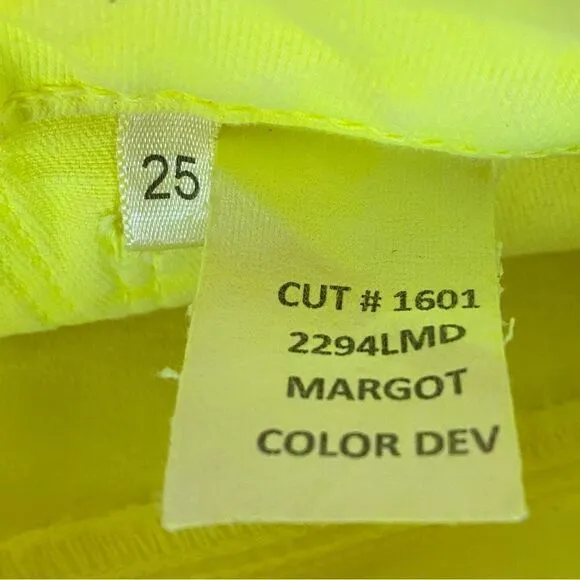 25
CUT # 1601
2294LMD
MARGOT
COLOR DEV